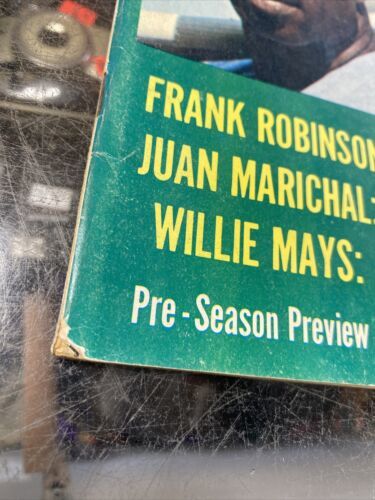 FRANK ROBINSON
JUAN MARICHAL:
WILLIE MAYS:
Pre-Season Preview